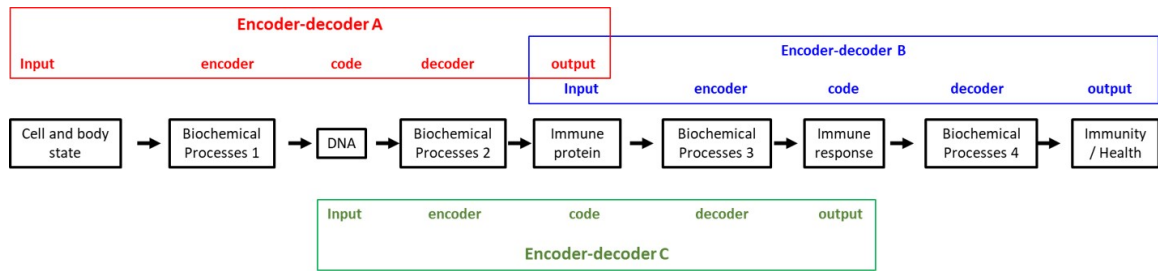 Encoder-decoder A
Input encoder code decoder output
Encoder-decoder B
Input encoder code decoder output
Cell and body state
Biochemical Processes 1
DNA
Biochemical Processes 2
Immune protein
Biochemical Processes 3
Immune response
Biochemical Processes 4
Immunity / Health
Input encoder code decoder output
Encoder-decoder C